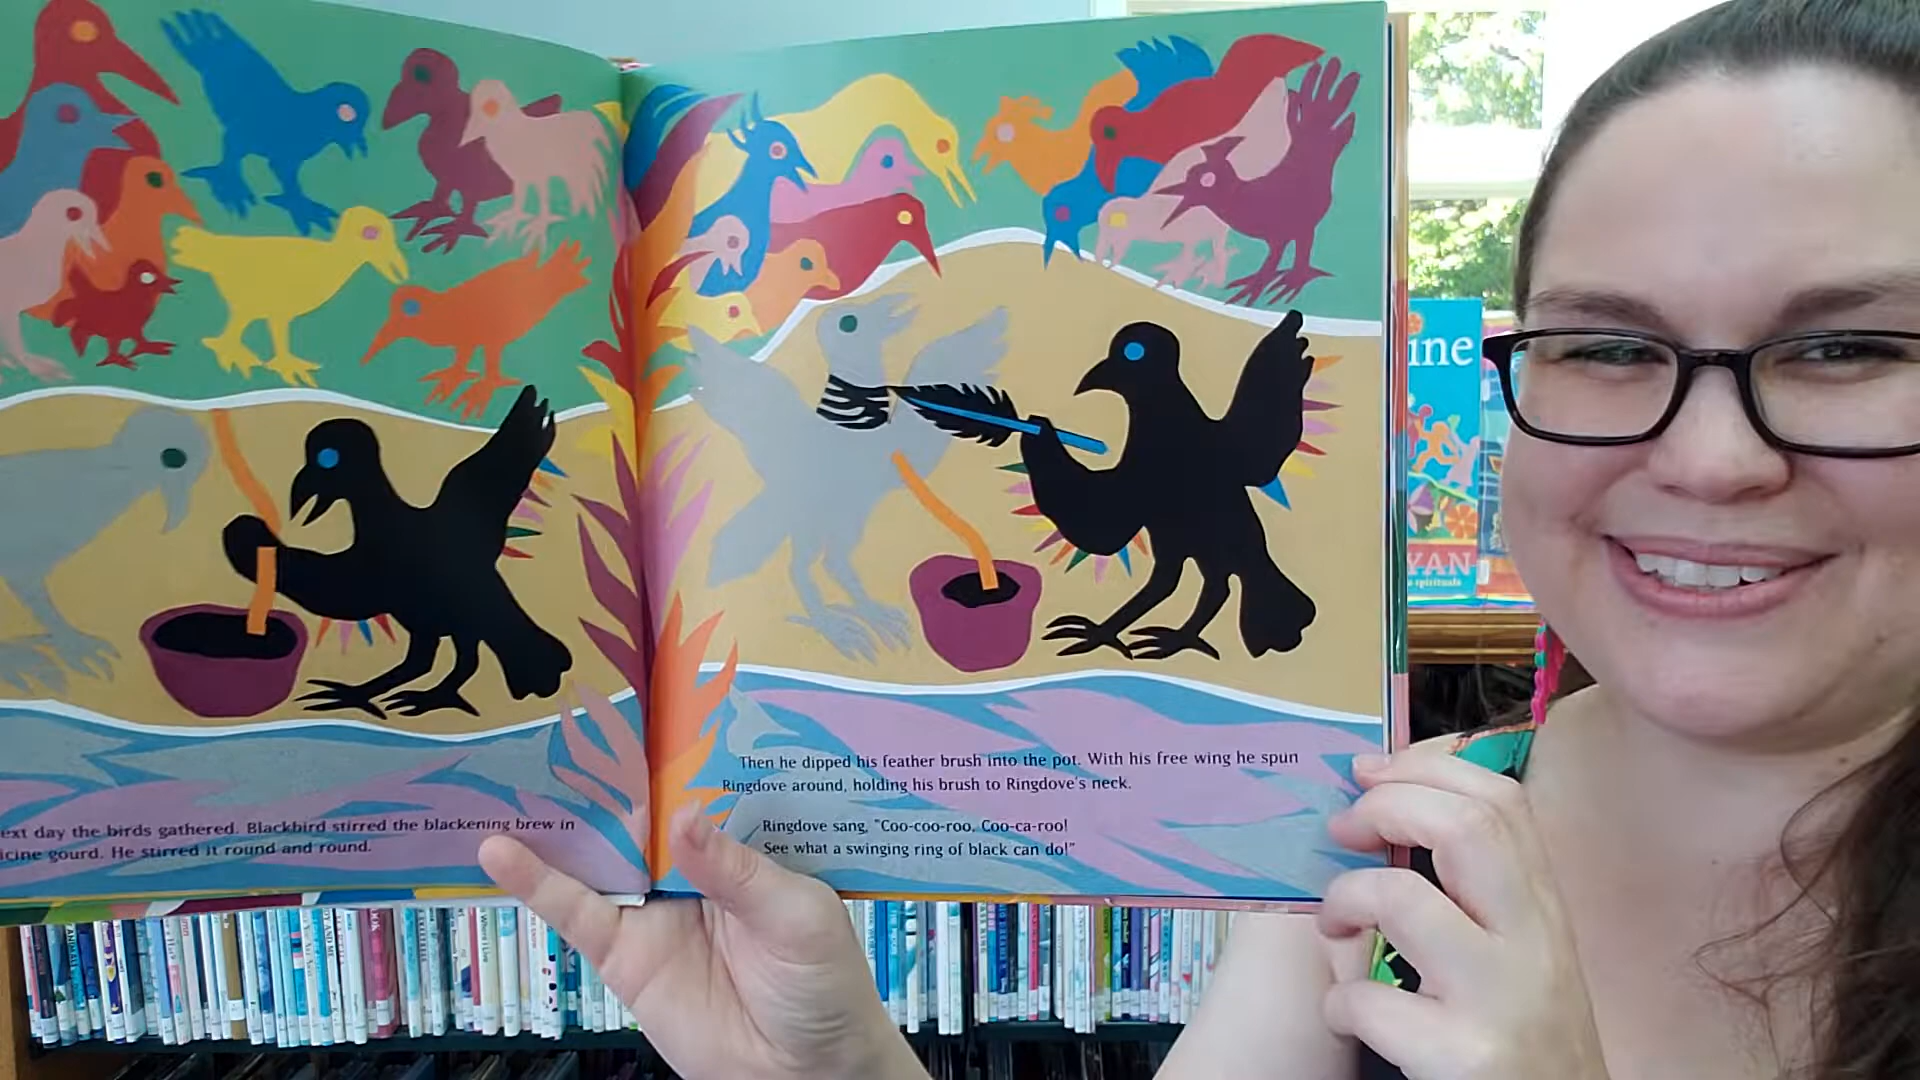 ext day the birds gathered. Blackbird stirred the blackening brew in
icine gourd. He stirred it round and round.
Then he dipped his feather brush into the pot. With his free wing he spun
Ringdove around, holding his brush to Ringdove's neck.
Ringdove sang, "Coo-coo-roo. Coo-ca-roo!
See what a swinging ring of black can do!"
ine
YAN
spirituals